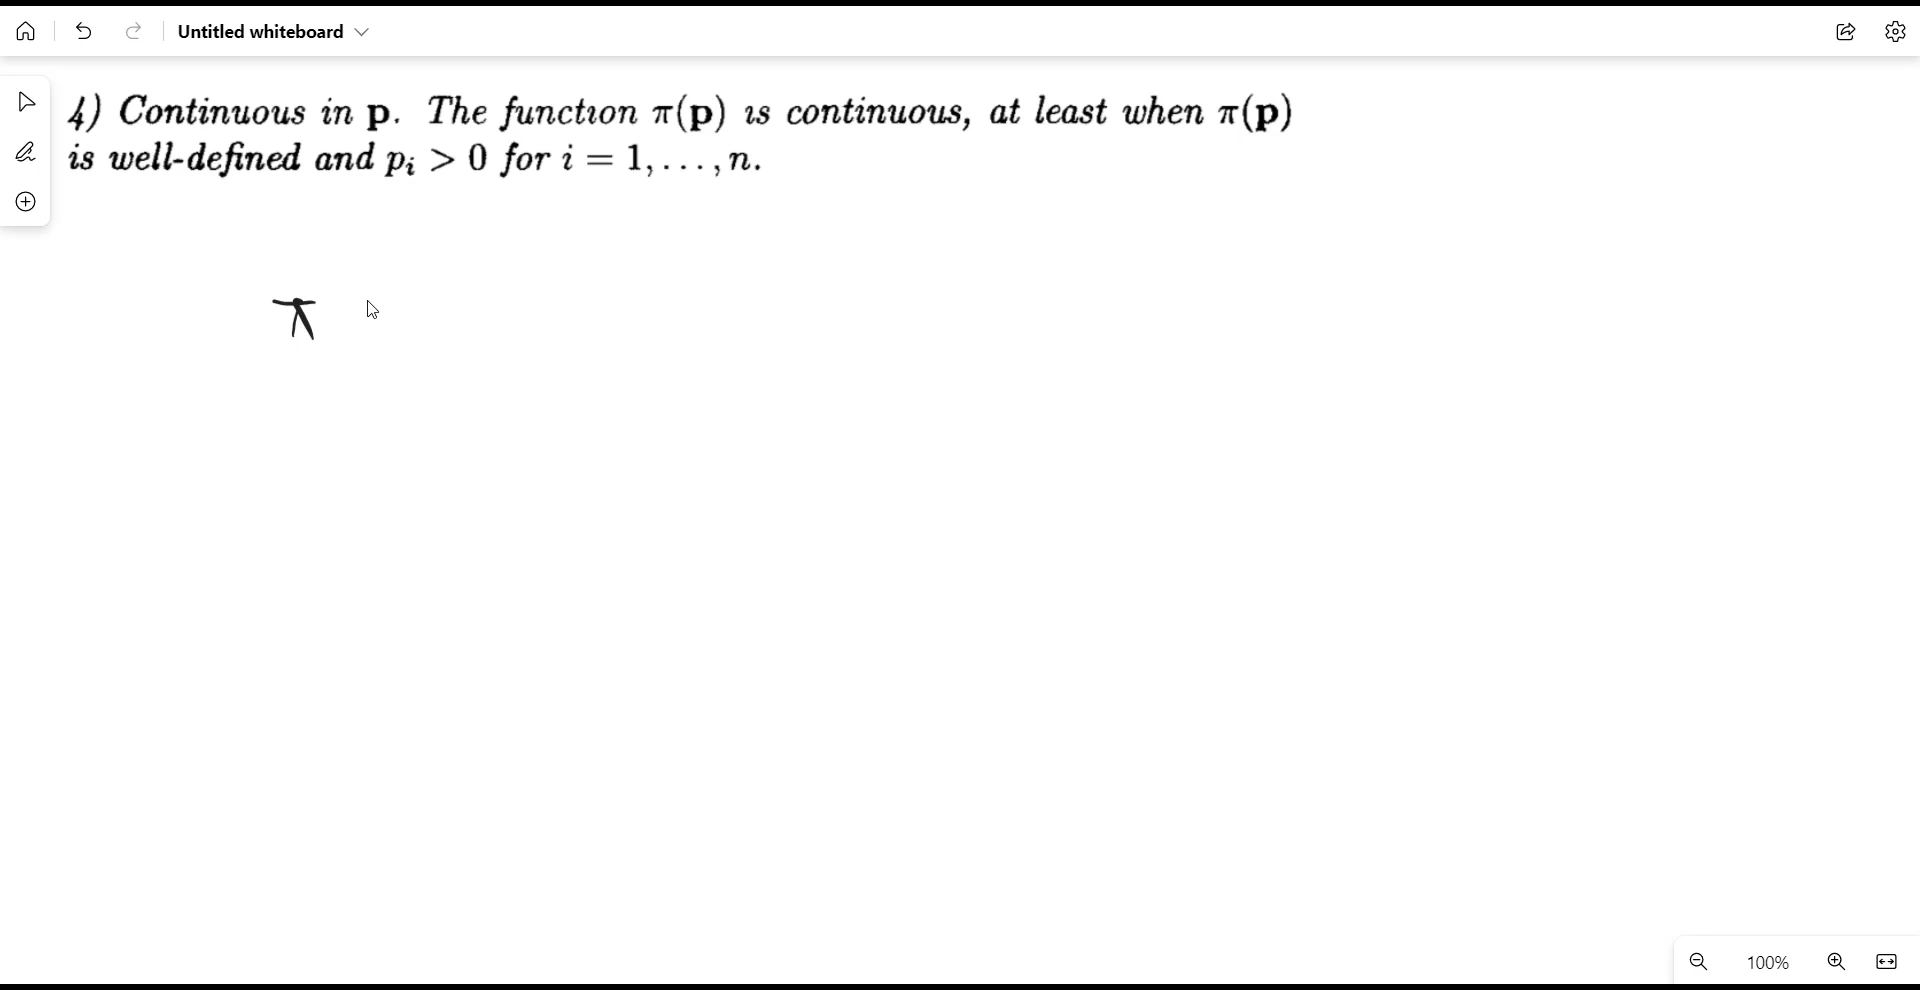 Untitled whiteboard
4) Continuous in p. The function π(p) is continuous, at least when π(p)
is well-defined and pᵢ > 0 for i = 1, . . . , n.
π
100%